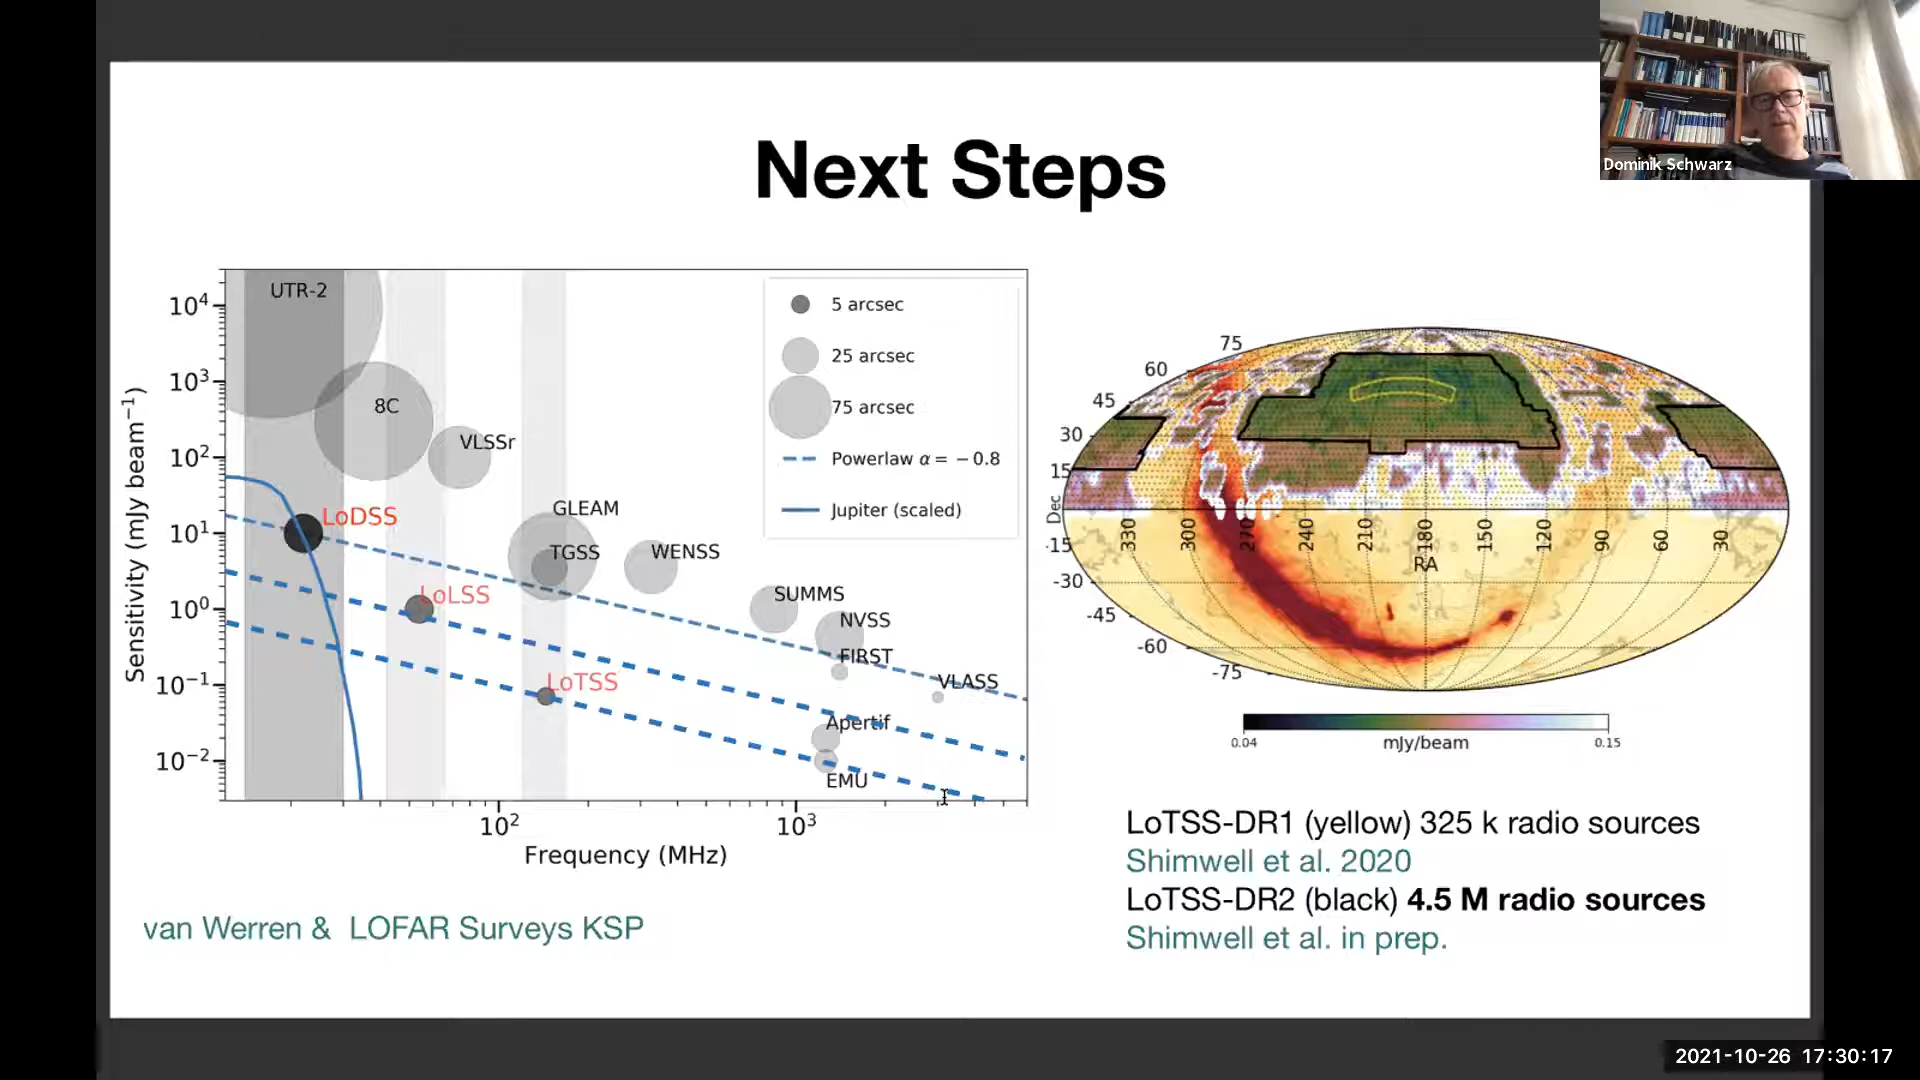 Dominik Schwarz
Next Steps
UTR-2
8C
VLSSr
LoDSS
GLEAM
TGSS
WENSS
LoLSS
SUMMS
NVSS
FIRST
LoTSS
VLASS
Apertif
EMU
5 arcsec
25 arcsec
75 arcsec
Powerlaw α = −0.8
Jupiter (scaled)
Sensitivity (mJy beam⁻¹)
10⁴
10³
10²
10¹
10⁰
10⁻¹
10⁻²
10² 10³
Frequency (MHz)
75
60
45
30
15
Dec
-15
-30
-45
-60
-75
330 300 270 240 210 180 150 120 90 60 30
RA
0.04 mJy/beam 0.15
LoTSS-DR1 (yellow) 325 k radio sources
Shimwell et al. 2020
LoTSS-DR2 (black) 4.5 M radio sources
Shimwell et al. in prep.
van Werren & LOFAR Surveys KSP
2021-10-26 17:30:17